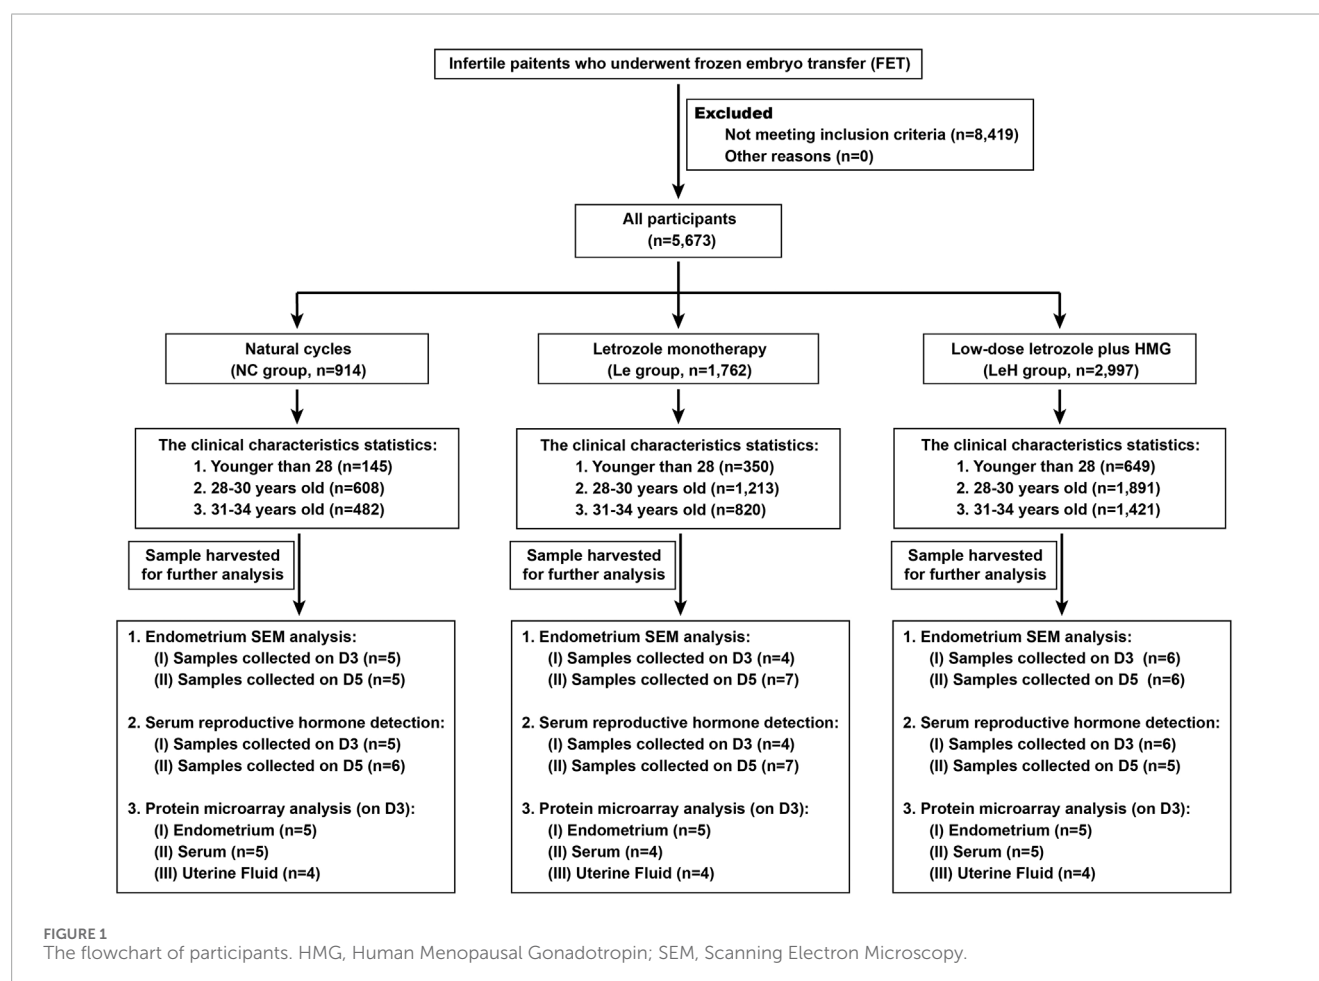 Infertile paitents who underwent frozen embryo transfer (FET)
Excluded
Not meeting inclusion criteria (n=8,419)
Other reasons (n=0)
All participants
(n=5,673)
Natural cycles
(NC group, n=914)
Letrozole monotherapy
(Le group, n=1,762)
Low-dose letrozole plus HMG
(LeH group, n=2,997)
The clinical characteristics statistics:
1. Younger than 28 (n=145)
2. 28-30 years old (n=608)
3. 31-34 years old (n=482)
The clinical characteristics statistics:
1. Younger than 28 (n=350)
2. 28-30 years old (n=1,213)
3. 31-34 years old (n=820)
The clinical characteristics statistics:
1. Younger than 28 (n=649)
2. 28-30 years old (n=1,891)
3. 31-34 years old (n=1,421)
Sample harvested
for further analysis
Sample harvested
for further analysis
Sample harvested
for further analysis
1. Endometrium SEM analysis:
(I) Samples collected on D3 (n=5)
(II) Samples collected on D5 (n=5)
2. Serum reproductive hormone detection:
(I) Samples collected on D3 (n=5)
(II) Samples collected on D5 (n=6)
3. Protein microarray analysis (on D3):
(I) Endometrium (n=5)
(II) Serum (n=5)
(III) Uterine Fluid (n=4)
1. Endometrium SEM analysis:
(I) Samples collected on D3 (n=4)
(II) Samples collected on D5 (n=7)
2. Serum reproductive hormone detection:
(I) Samples collected on D3 (n=4)
(II) Samples collected on D5 (n=7)
3. Protein microarray analysis (on D3):
(I) Endometrium (n=5)
(II) Serum (n=4)
(III) Uterine Fluid (n=4)
1. Endometrium SEM analysis:
(I) Samples collected on D3 (n=6)
(II) Samples collected on D5 (n=6)
2. Serum reproductive hormone detection:
(I) Samples collected on D3 (n=6)
(II) Samples collected on D5 (n=5)
3. Protein microarray analysis (on D3):
(I) Endometrium (n=5)
(II) Serum (n=5)
(III) Uterine Fluid (n=4)
FIGURE 1
The flowchart of participants. HMG, Human Menopausal Gonadotropin; SEM, Scanning Electron Microscopy.